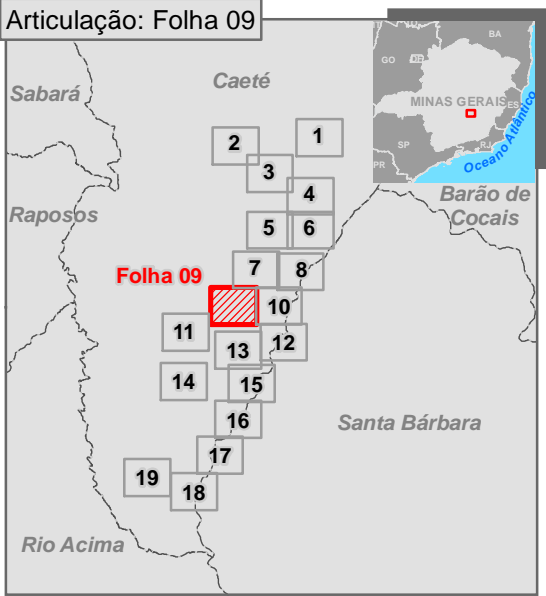 Articulação: Folha 09
BA
GO
DF
MINAS GERAIS
ES
SP
RJ
PR
Oceano Atlântico
Sabará
Caeté
1
2
3
4
Barão de
Cocais
Raposos
5
6
7
8
Folha 09
10
11
12
13
14
15
16
Santa Bárbara
17
19
18
Rio Acima